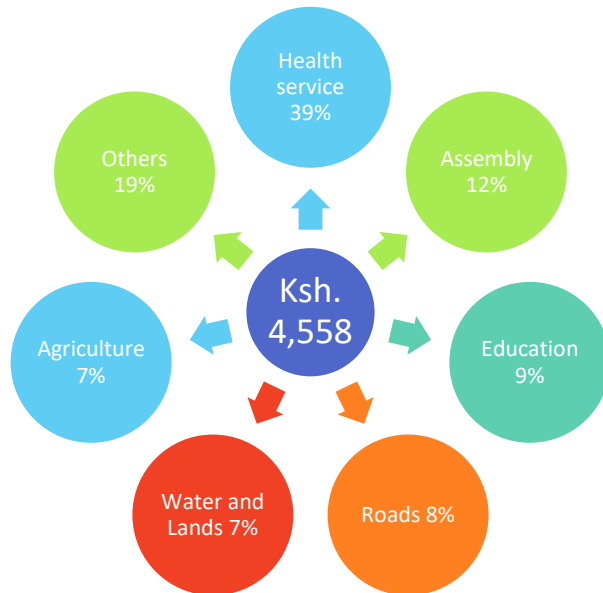 Health
service
39%
Others
19%
Assembly
12%
Ksh.
4,558
Agriculture
7%
Education
9%
Water and
Lands 7%
Roads 8%